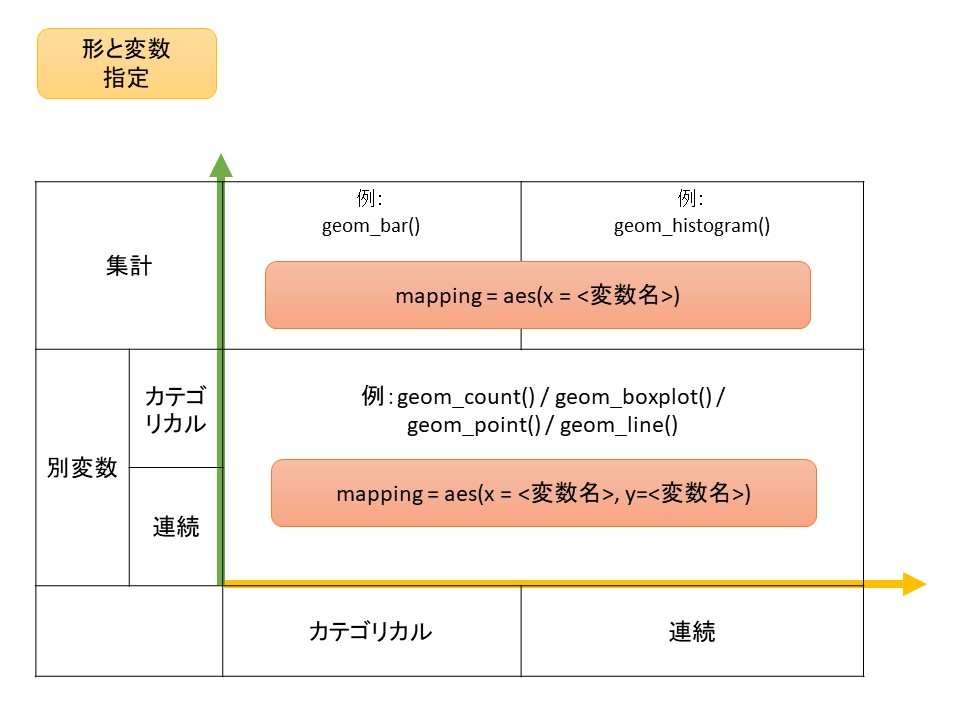 形と変数
指定
例：
geom_bar()
例：
geom_histogram()
集計
mapping = aes(x = <変数名>)
別変数
カテゴ
リカル
連続
例：geom_count() / geom_boxplot() /
geom_point() / geom_line()
mapping = aes(x = <変数名>, y=<変数名>)
カテゴリカル
連続